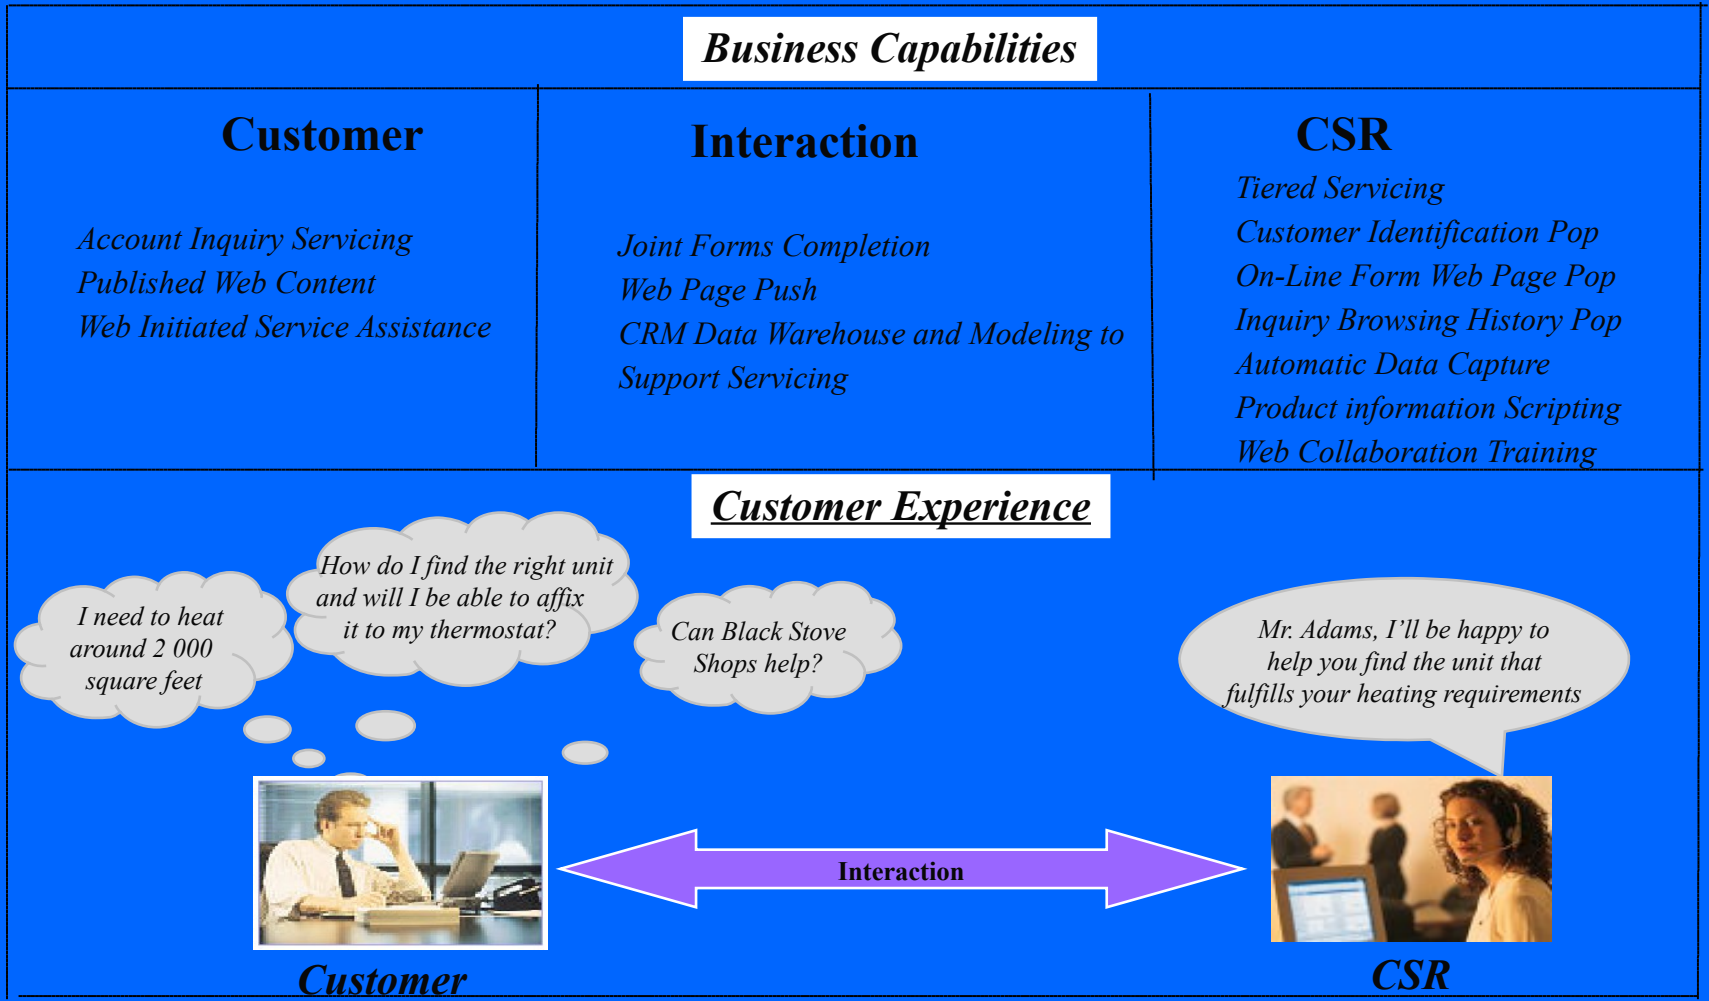 Business Capabilities
Customer
Account Inquiry Servicing
Published Web Content
Web Initiated Service Assistance
Interaction
Joint Forms Completion
Web Page Push
CRM Data Warehouse and Modeling to
Support Servicing
CSR
Tiered Servicing
Customer Identification Pop
On-Line Form Web Page Pop
Inquiry Browsing History Pop
Automatic Data Capture
Product information Scripting
Web Collaboration Training
Customer Experience
I need to heat
around 2 000
square feet
How do I find the right unit
and will I be able to affix
it to my thermostat?
Can Black Stove
Shops help?
Mr. Adams, I’ll be happy to
help you find the unit that
fulfills your heating requirements
Interaction
Customer
CSR